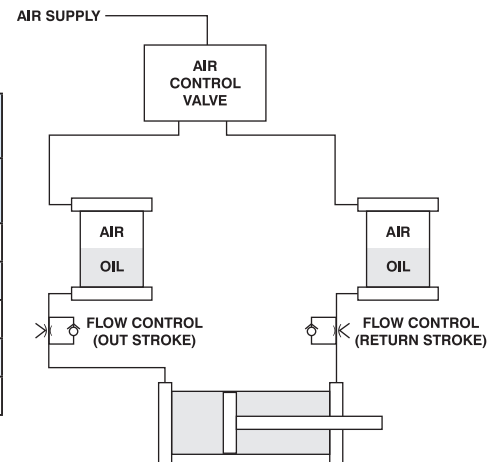 AIR SUPPLY
AIR
CONTROL
VALVE
AIR
OIL
AIR
OIL
FLOW CONTROL
(OUT STROKE)
FLOW CONTROL
(RETURN STROKE)